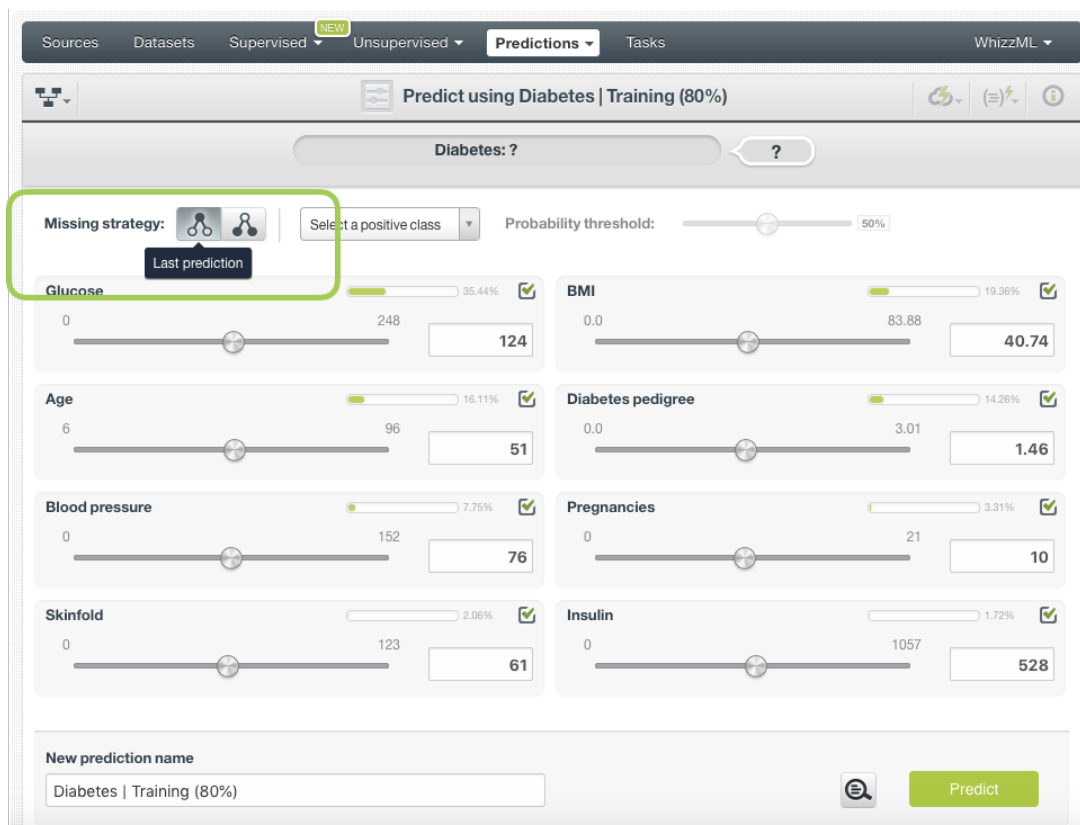 NEW
Sources Datasets Supervised Unsupervised Predictions Tasks WhizzML
Predict using Diabetes | Training (80%)
Diabetes: ? ?
Missing strategy: Select a positive class Probability threshold: 50%
Last prediction
Glucose 35.44% BMI 19.36%
0 248 0.0 83.88
124 40.74
Age 16.11% Diabetes pedigree 14.26%
6 96 0.0 3.01
51 1.46
Blood pressure 7.75% Pregnancies 3.31%
0 152 0 21
76 10
Skinfold 2.06% Insulin 1.72%
0 123 0 1057
61 528
New prediction name
Diabetes | Training (80%) Predict